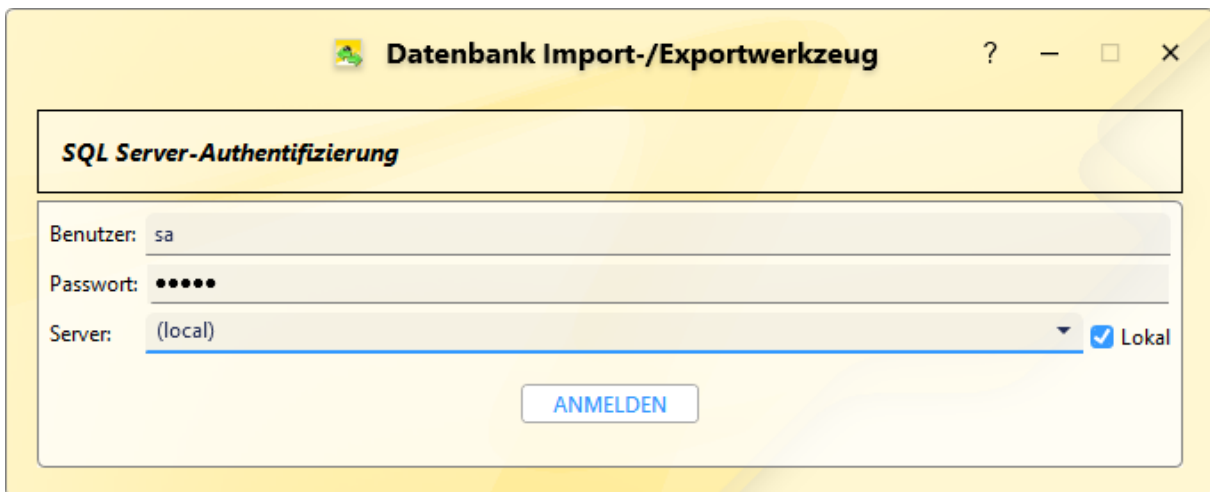 Datenbank Import-/Exportwerkzeug
SQL Server-Authentifizierung
Benutzer: sa
Passwort: •••••
Server: (local) Lokal
ANMELDEN